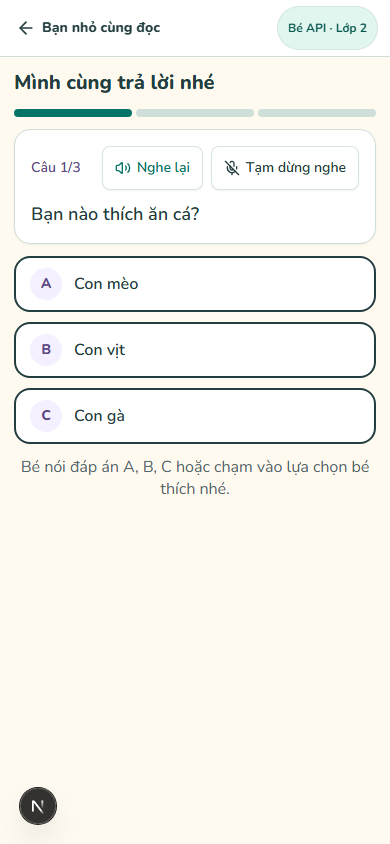 Bạn nhỏ cùng đọc
Bé API · Lớp 2
Mình cùng trả lời nhé
Câu 1/3
Nghe lại
Tạm dừng nghe
Bạn nào thích ăn cá?
A Con mèo
B Con vịt
C Con gà
Bé nói đáp án A, B, C hoặc chạm vào lựa chọn bé
thích nhé.
N